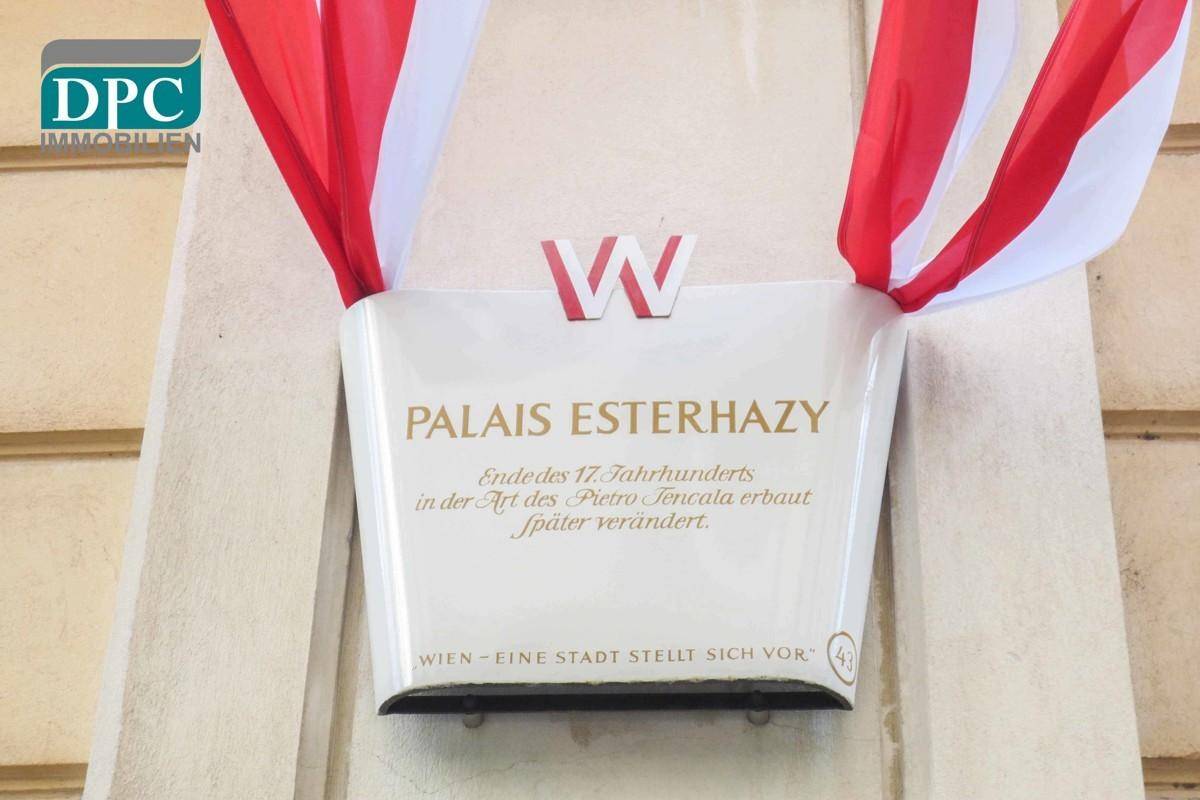 DPC
IMMOBILIEN
W
PALAIS ESTERHAZY
Ende des 17. Jahrhunderts
in der Art des Pietro Tencala erbaut
später verändert.
„WIEN – EINE STADT STELLT SICH VOR.“
43